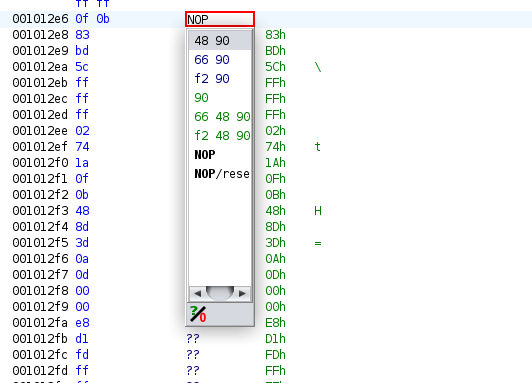 ff ff
001012e6 0f 0b NOP
001012e8 83 48 90 83h
001012e9 bd 66 90 BDh
001012ea 5c f2 90 5Ch \
001012eb ff 90 FFh
001012ec ff 66 48 90 FFh
001012ed ff f2 48 90 FFh
001012ee 02 NOP 02h
001012ef 74 NOP/rese 74h t
001012f0 1a 1Ah
001012f1 0f 0Fh
001012f2 0b 0Bh
001012f3 48 48h H
001012f4 8d 8Dh
001012f5 3d 3Dh =
001012f6 0a 0Ah
001012f7 0d 0Dh
001012f8 00 00h
001012f9 00 00h
001012fa e8 E8h
001012fb d1 ?? D1h
001012fc fd ?? FDh
001012fd ff ?? FFh